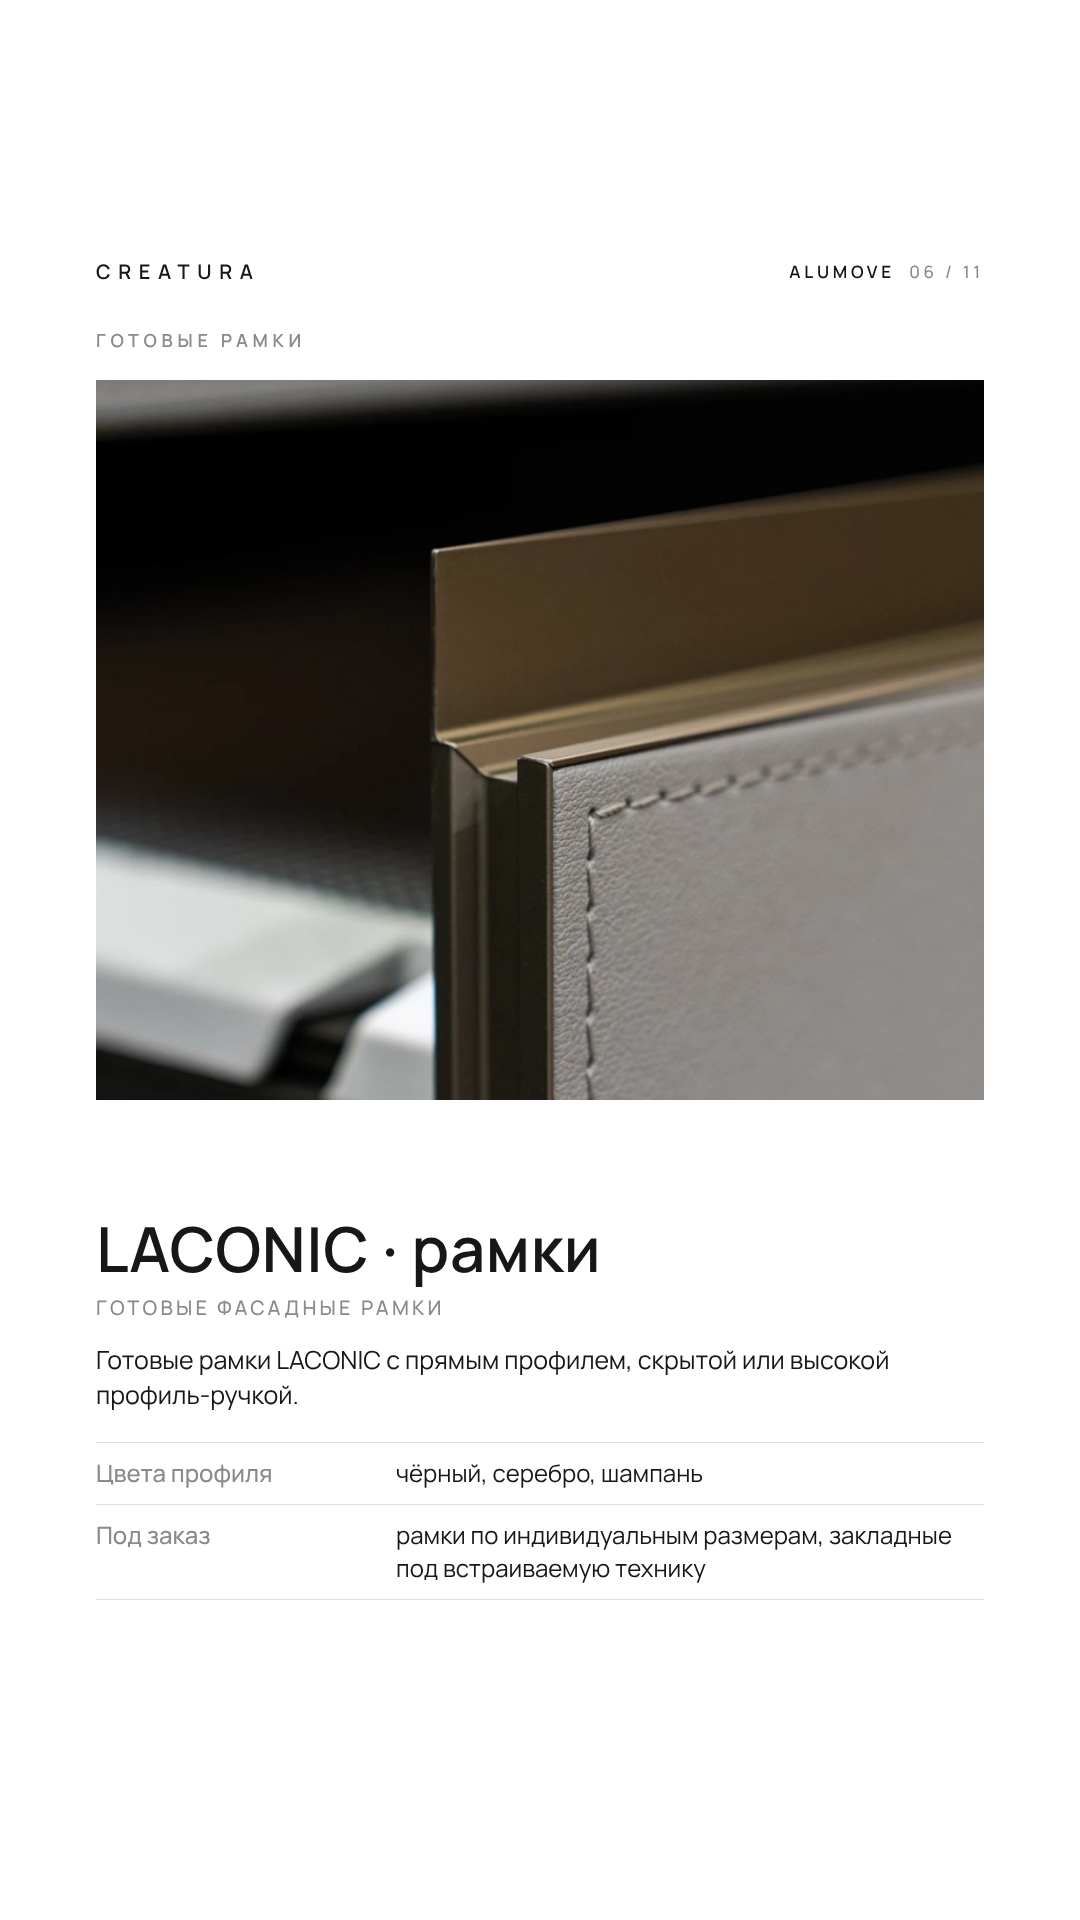 CREATURA
ALUMOVE 06 / 11
ГОТОВЫЕ РАМКИ
LACONIC · рамки
ГОТОВЫЕ ФАСАДНЫЕ РАМКИ
Готовые рамки LACONIC с прямым профилем, скрытой или высокой
профиль-ручкой.
Цвета профиля
чёрный, серебро, шампань
Под заказ
рамки по индивидуальным размерам, закладные
под встраиваемую технику